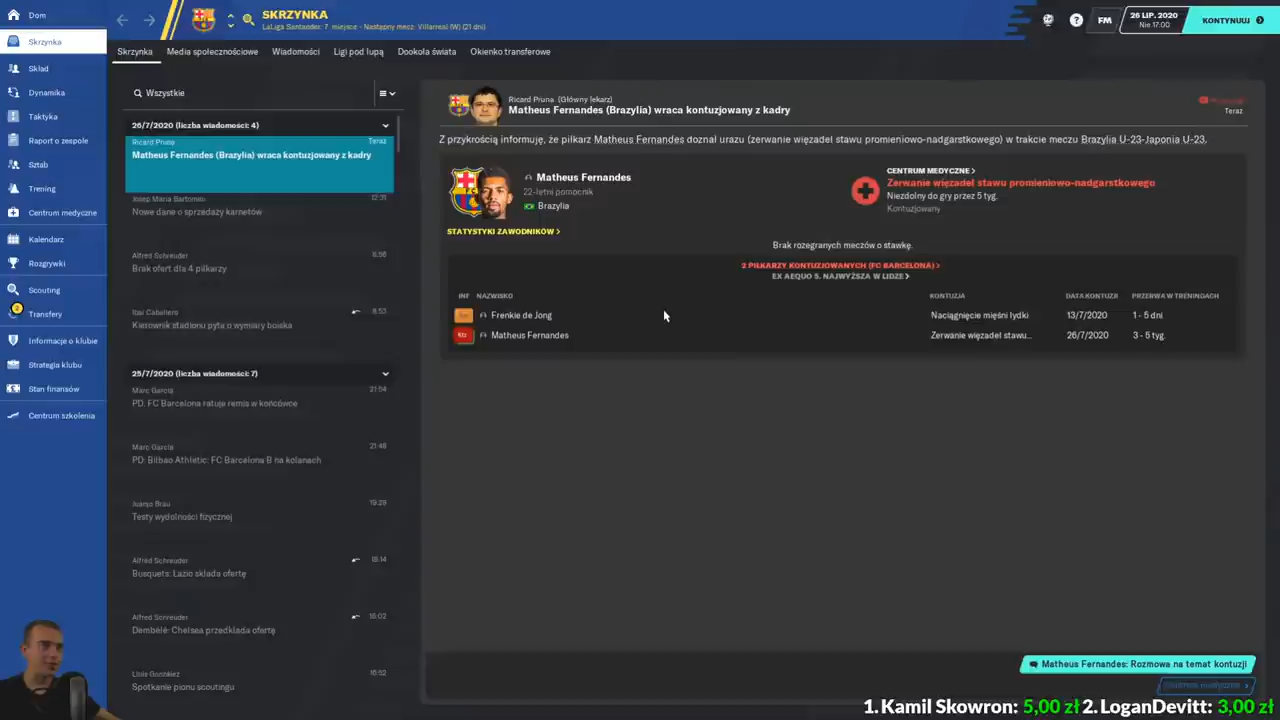 Dom
Skrzynka
Skład
Dynamika
Taktyka
Raport o zespole
Sztab
Trening
Centrum medyczne
Kalendarz
Rozgrywki
Scouting
Transfery
Informacje o klubie
Strategia klubu
Stan finansów
Centrum szkolenia
SKRZYNKA
LaLiga Santander: 7. miejsce - Następny mecz: Villarreal (W) (21 dni)
FM
26 LIP. 2020
Nie 17:00
KONTYNUUJ
Skrzynka
Media społecznościowe
Wiadomości
Ligi pod lupą
Dookoła świata
Okienko transferowe
Wszystkie
26/7/2020 (liczba wiadomości: 4)
Ricard Pruna
Teraz
Matheus Fernandes (Brazylia) wraca kontuzjowany z kadry
Josep Maria Bartomeu
12:31
Nowe dane o sprzedaży karnetów
Alfred Schreuder
8:56
Brak ofert dla 4 piłkarzy
Itoi Caballero
8:53
Kierownik stadionu pyta o wymiary boiska
25/7/2020 (liczba wiadomości: 7)
Marc García
21:54
PD: FC Barcelona ratuje remis w końcówce
Marc García
21:48
PD: Bilbao Athletic: FC Barcelona B na kolanach
Juanjo Brau
19:29
Testy wydolności fizycznej
Alfred Schreuder
18:14
Busquets: Lazio składa ofertę
Alfred Schreuder
16:02
Dembélé: Chelsea przedkłada ofertę
Lluís González
15:52
Spotkanie pionu scoutingu
Ricard Pruna (Główny lekarz)
Matheus Fernandes (Brazylia) wraca kontuzjowany z kadry
Teraz
Z przykrością informuję, że piłkarz Matheus Fernandes doznał urazu (zerwanie więzadeł stawu promieniowo-nadgarstkowego) w trakcie meczu Brazylia U-23-Japonia U-23.
Matheus Fernandes
22-letni pomocnik
Brazylia
CENTRUM MEDYCZNE >
Zerwanie więzadeł stawu promieniowo-nadgarstkowego
Niezdolny do gry przez 5 tyg.
Kontuzjowany
STATYSTYKI ZAWODNIKÓW >
Brak rozegranych meczów o stawkę.
2 PIŁKARZY KONTUZJOWANYCH (FC BARCELONA) >
EX AEQUO 5. NAJWYŻSZA W LIDZE >
INF
NAZWISKO
KONTUZJA
DATA KONTUZJI
PRZERWA W TRENINGACH
Frenkie de Jong
Naciągnięcie mięśni łydki
13/7/2020
1 - 5 dni
Matheus Fernandes
Zerwanie więzadeł stawu...
26/7/2020
3 - 5 tyg.
Matheus Fernandes: Rozmowa na temat kontuzji
1. Kamil Skowron: 5,00 zł 2. LoganDevitt: 3,00 zł